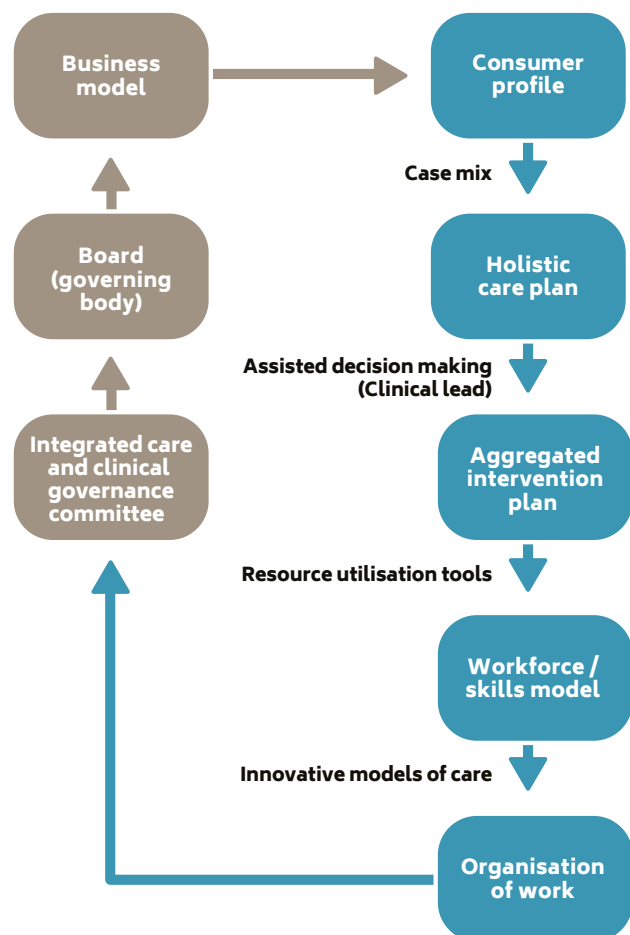 Business
model
Consumer
profile
Case mix
Board
(governing
body)
Holistic
care plan
Assisted decision making
(Clinical lead)
Integrated care
and clinical
governance
committee
Aggregated
intervention
plan
Resource utilisation tools
Workforce /
skills model
Innovative models of care
Organisation
of work